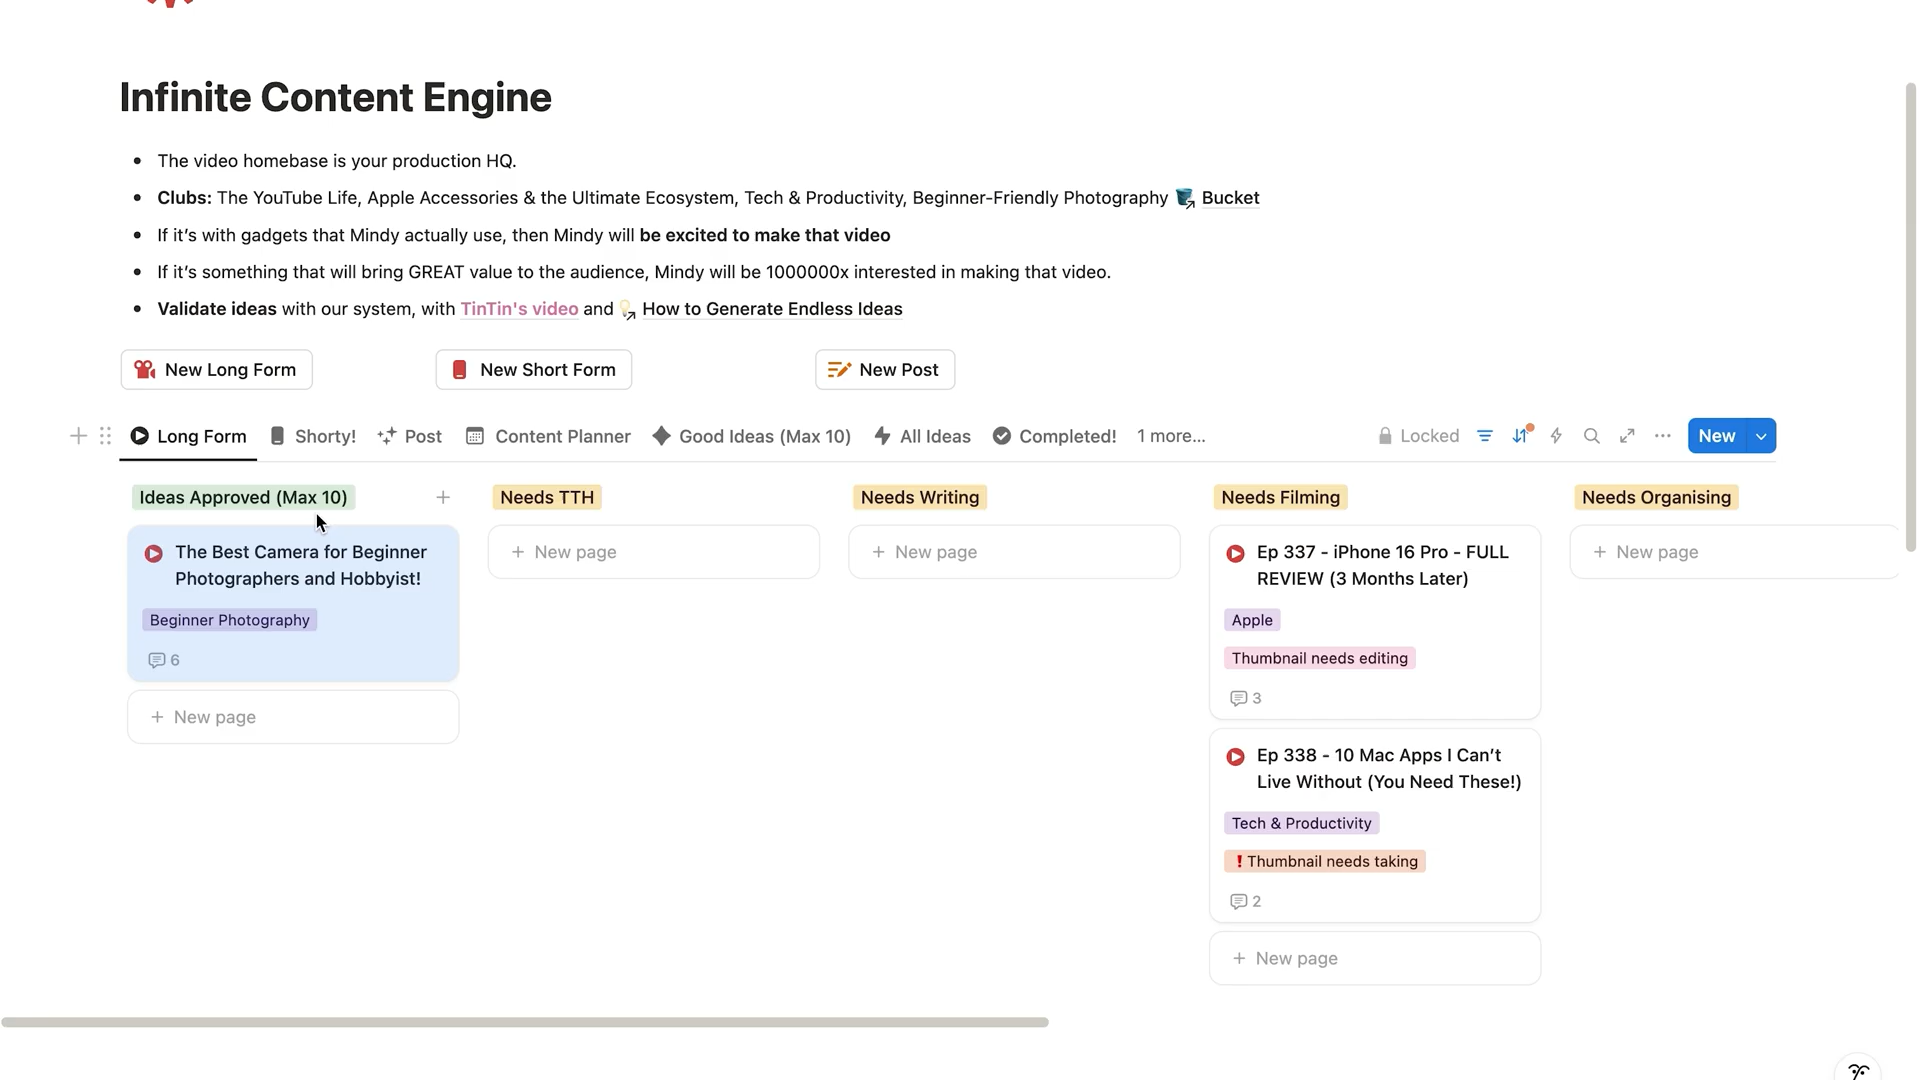 Infinite Content Engine
• The video homebase is your production HQ.
• Clubs: The YouTube Life, Apple Accessories & the Ultimate Ecosystem, Tech & Productivity, Beginner-Friendly Photography Bucket
• If it’s with gadgets that Mindy actually use, then Mindy will be excited to make that video
• If it’s something that will bring GREAT value to the audience, Mindy will be 1000000x interested in making that video.
• Validate ideas with our system, with TinTin's video and How to Generate Endless Ideas
New Long Form New Short Form New Post
Long Form Shorty! Post Content Planner Good Ideas (Max 10) All Ideas Completed! 1 more... Locked New
Ideas Approved (Max 10)
The Best Camera for Beginner
Photographers and Hobbyist!
Beginner Photography
6
+ New page
Needs TTH
+ New page
Needs Writing
+ New page
Needs Filming
Ep 337 - iPhone 16 Pro - FULL
REVIEW (3 Months Later)
Apple
Thumbnail needs editing
3
Ep 338 - 10 Mac Apps I Can’t
Live Without (You Need These!)
Tech & Productivity
❗Thumbnail needs taking
2
+ New page
Needs Organising
+ New page